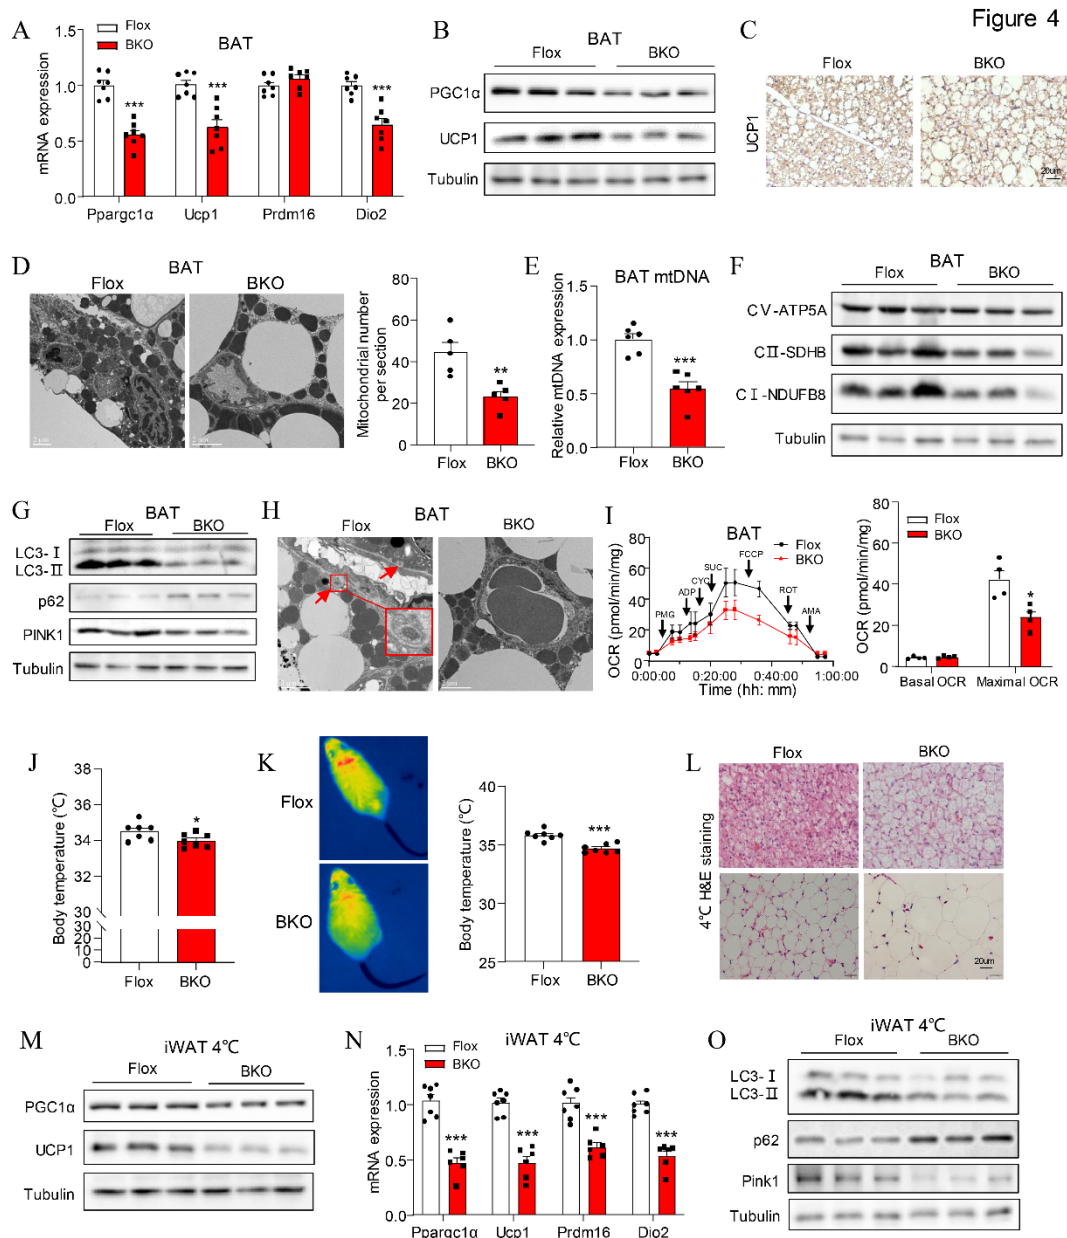 Figure 4
A
Flox
BKO
BAT
mRNA expression
1.5
1.0
0.5
0.0
***
***
***
Ppargc1α
Ucp1
Prdm16
Dio2
B
BAT
Flox
BKO
PGC1α
UCP1
Tubulin
C
Flox
BKO
UCP1
20um
D
BAT
Flox
BKO
2 μm
2 μm
Mitochondrial number
per section
80
60
40
20
0
**
Flox
BKO
E
BAT mtDNA
Relative mtDNA expression
1.5
1.0
0.5
0.0
***
Flox
BKO
F
BAT
Flox
BKO
CV-ATP5A
CⅡ-SDHB
CⅠ-NDUFB8
Tubulin
G
BAT
Flox
BKO
LC3-Ⅰ
LC3-Ⅱ
p62
PINK1
Tubulin
H
BAT
Flox
BKO
I
BAT
OCR (pmol/min/mg)
80
60
40
20
0
Flox
BKO
PMG
ADP
CYC
SUC
FCCP
ROT
AMA
0:00:00
0:20:00
0:40:00
1:00:00
Time (hh: mm)
OCR (pmol/min/mg)
80
60
40
20
0
Flox
BKO
*
Basal OCR
Maximal OCR
J
Body temperature (℃)
38
36
34
32
30
30
20
10
0
*
Flox
BKO
K
Flox
BKO
Body temperature (℃)
40
35
30
25
***
Flox
BKO
L
Flox
BKO
4℃ H&E staining
20um
M
iWAT 4℃
Flox
BKO
PGC1α
UCP1
Tubulin
N
iWAT 4℃
Flox
BKO
mRNA expression
1.5
1.0
0.5
0.0
***
***
***
***
Ppargc1α
Ucp1
Prdm16
Dio2
O
iWAT 4℃
Flox
BKO
LC3-Ⅰ
LC3-Ⅱ
p62
Pink1
Tubulin